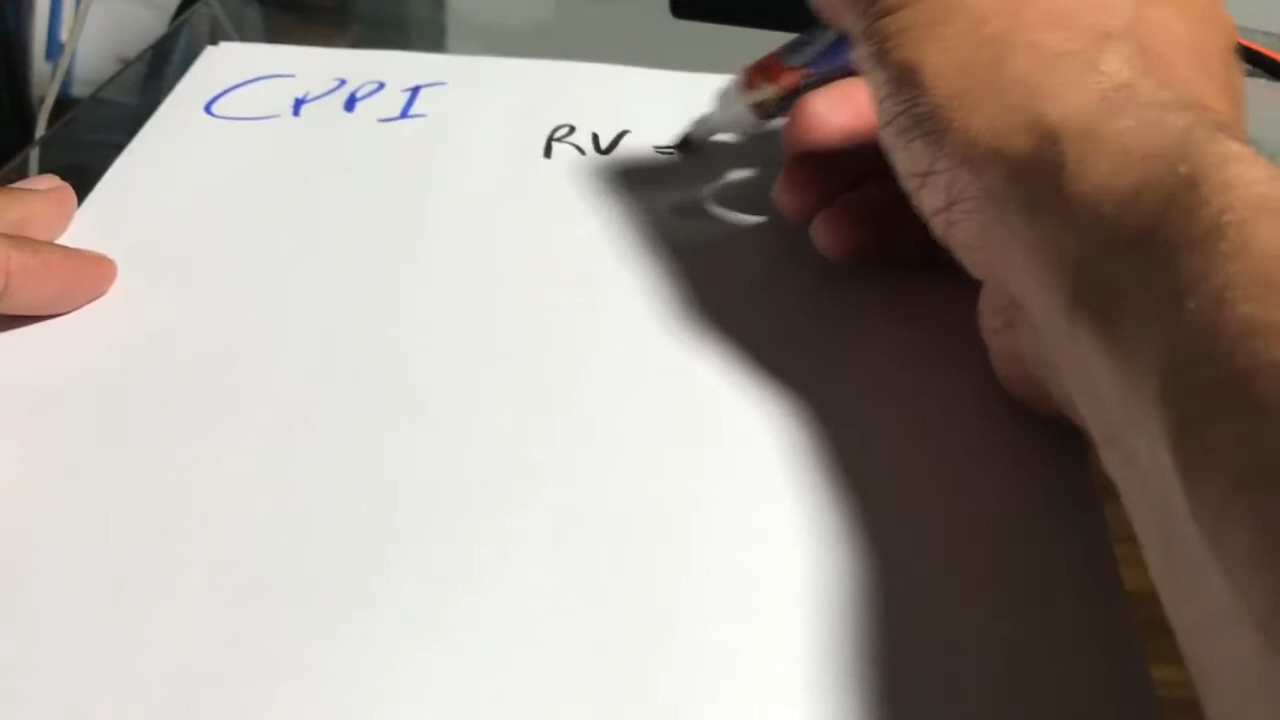 CPPI
RV =